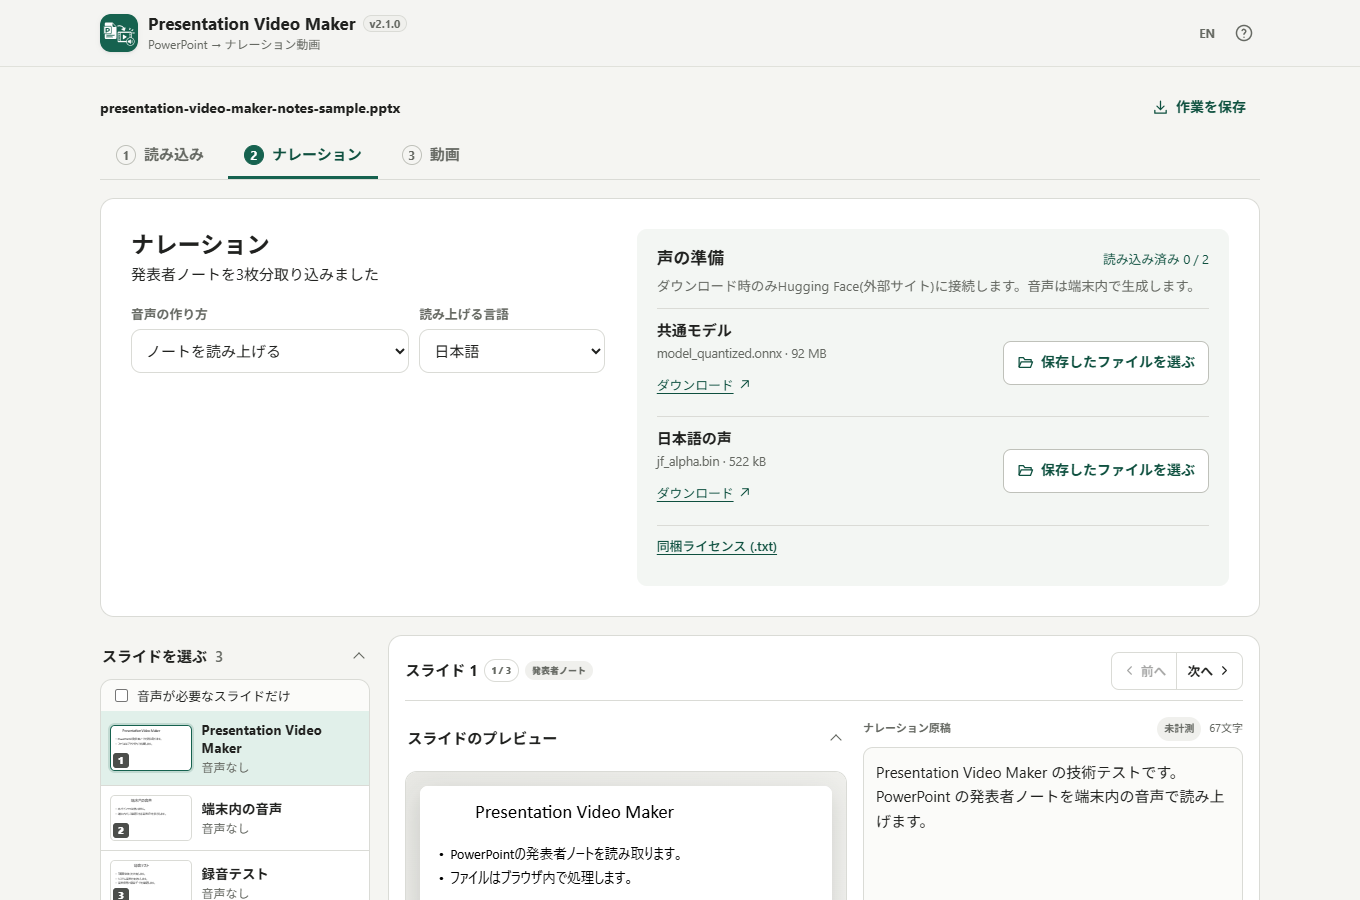 Presentation Video Maker v2.1.0
PowerPoint → ナレーション動画
EN
presentation-video-maker-notes-sample.pptx
作業を保存
1 読み込み
2 ナレーション
3 動画
ナレーション
発表者ノートを3枚分取り込みました
音声の作り方
読み上げる言語
ノートを読み上げる
日本語
声の準備
読み込み済み 0 / 2
ダウンロード時のみHugging Face(外部サイト)に接続します。音声は端末内で生成します。
共通モデル
model_quantized.onnx · 92 MB
ダウンロード
保存したファイルを選ぶ
日本語の声
jf_alpha.bin · 522 kB
ダウンロード
保存したファイルを選ぶ
同梱ライセンス (.txt)
スライドを選ぶ 3
音声が必要なスライドだけ
1
Presentation Video
Maker
音声なし
2
端末内の音声
音声なし
3
録音テスト
音声なし
スライド 1 1 / 3 発表者ノート
前へ
次へ
スライドのプレビュー
Presentation Video Maker
• PowerPointの発表者ノートを読み取ります。
• ファイルはブラウザ内で処理します。
ナレーション原稿
未計測 67文字
Presentation Video Maker の技術テストです。
PowerPoint の発表者ノートを端末内の音声で読み上
げます。